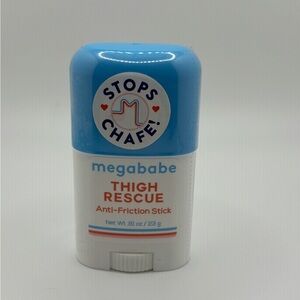 STOPS
M
CHAFE!
megababe
THIGH
RESCUE
Anti-Friction Stick